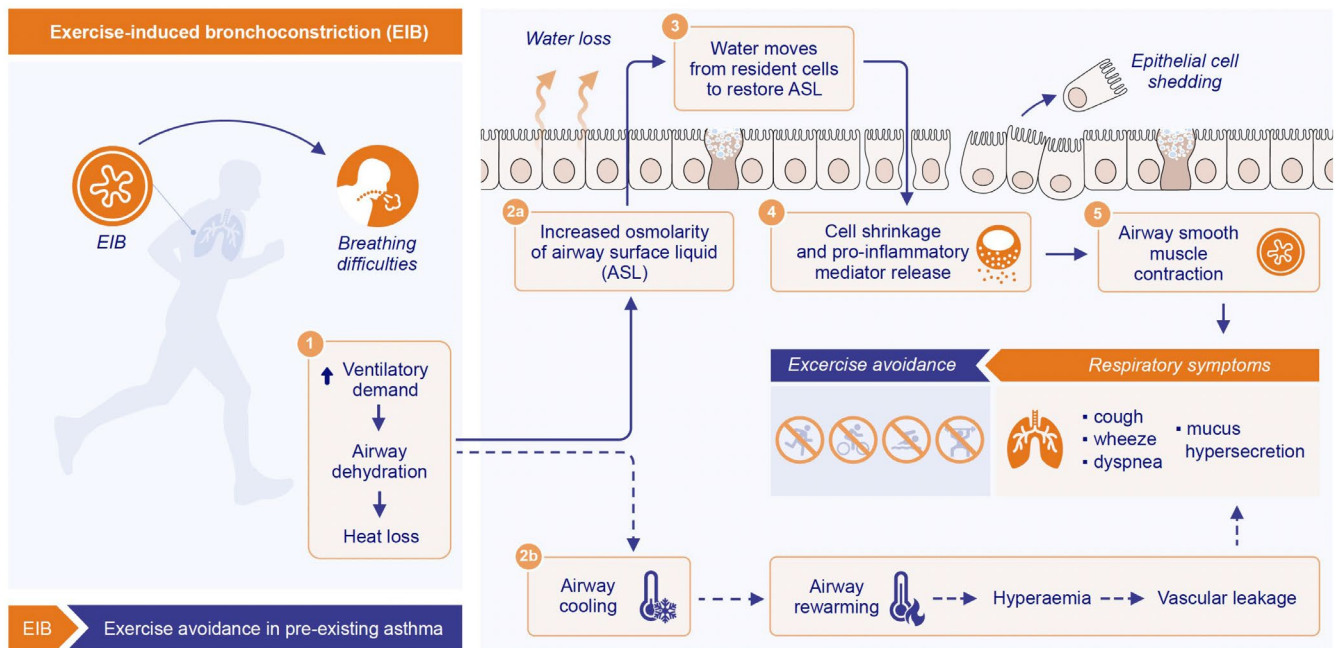 Exercise-induced bronchoconstriction (EIB)
EIB
Breathing
difficulties
1
Ventilatory
demand
Airway
dehydration
Heat loss
EIB
Exercise avoidance in pre-existing asthma
Water loss
3
Water moves
from resident cells
to restore ASL
Epithelial cell
shedding
2a
Increased osmolarity
of airway surface liquid
(ASL)
4
Cell shrinkage
and pro-inflammatory
mediator release
5
Airway smooth
muscle
contraction
Excercise avoidance
Respiratory symptoms
▪ cough
▪ wheeze
▪ dyspnea
▪ mucus
hypersecretion
2b
Airway
cooling
Airway
rewarming
Hyperaemia
Vascular leakage